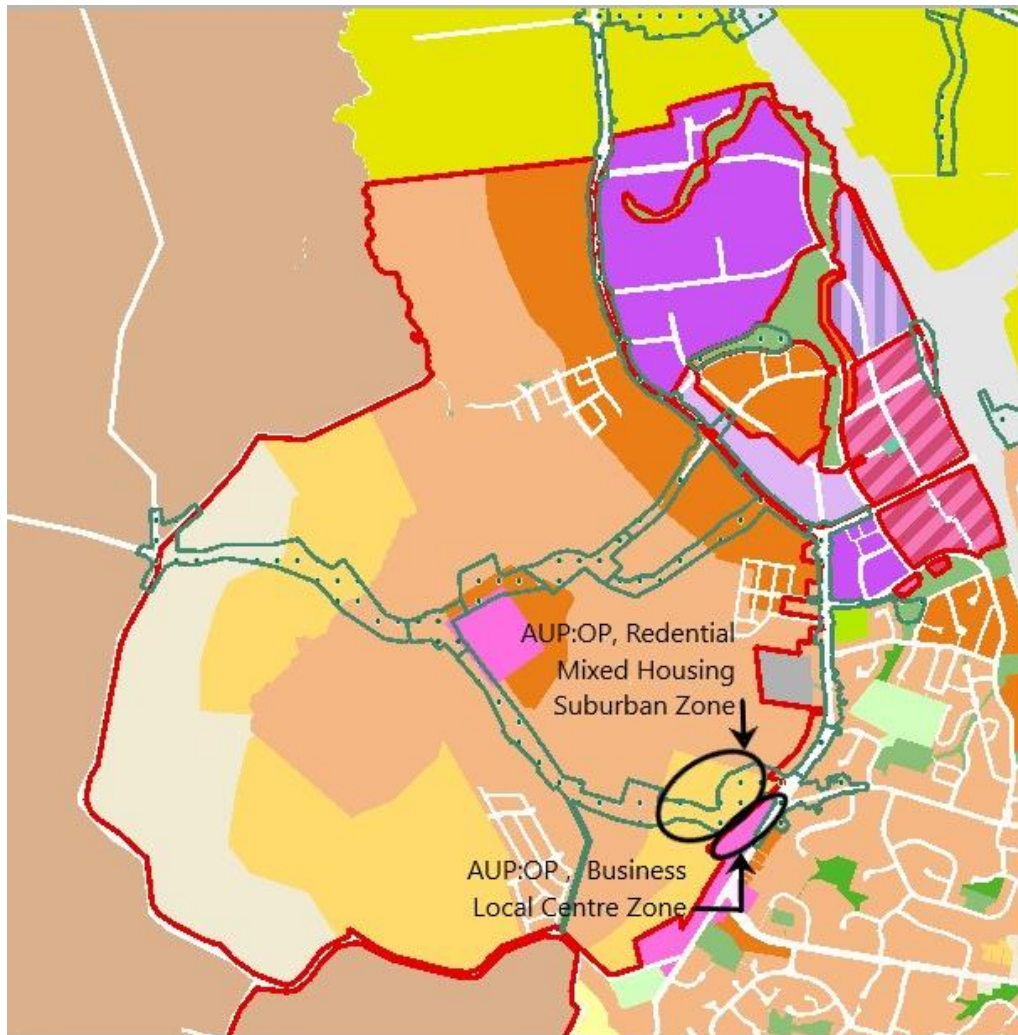 AUP:OP, Redential
Mixed Housing
Suburban Zone
AUP:OP , Business
Local Centre Zone